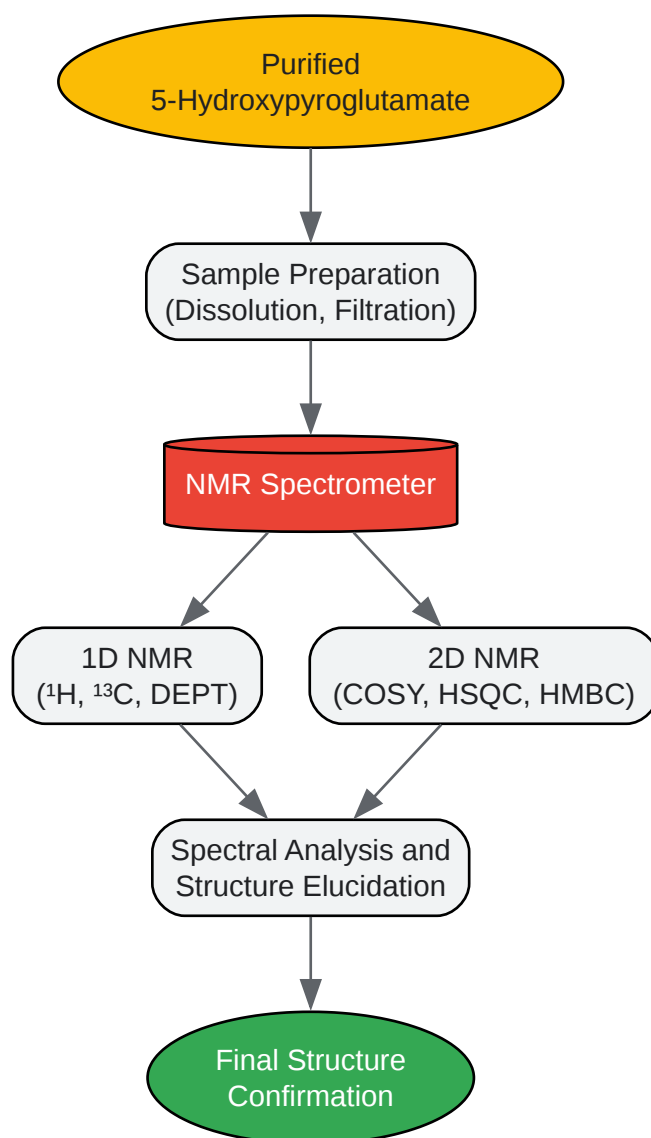 Purified
5-Hydroxypyroglutamate
Sample Preparation
(Dissolution, Filtration)
NMR Spectrometer
1D NMR
(¹H, ¹³C, DEPT)
2D NMR
(COSY, HSQC, HMBC)
Spectral Analysis and
Structure Elucidation
Final Structure
Confirmation